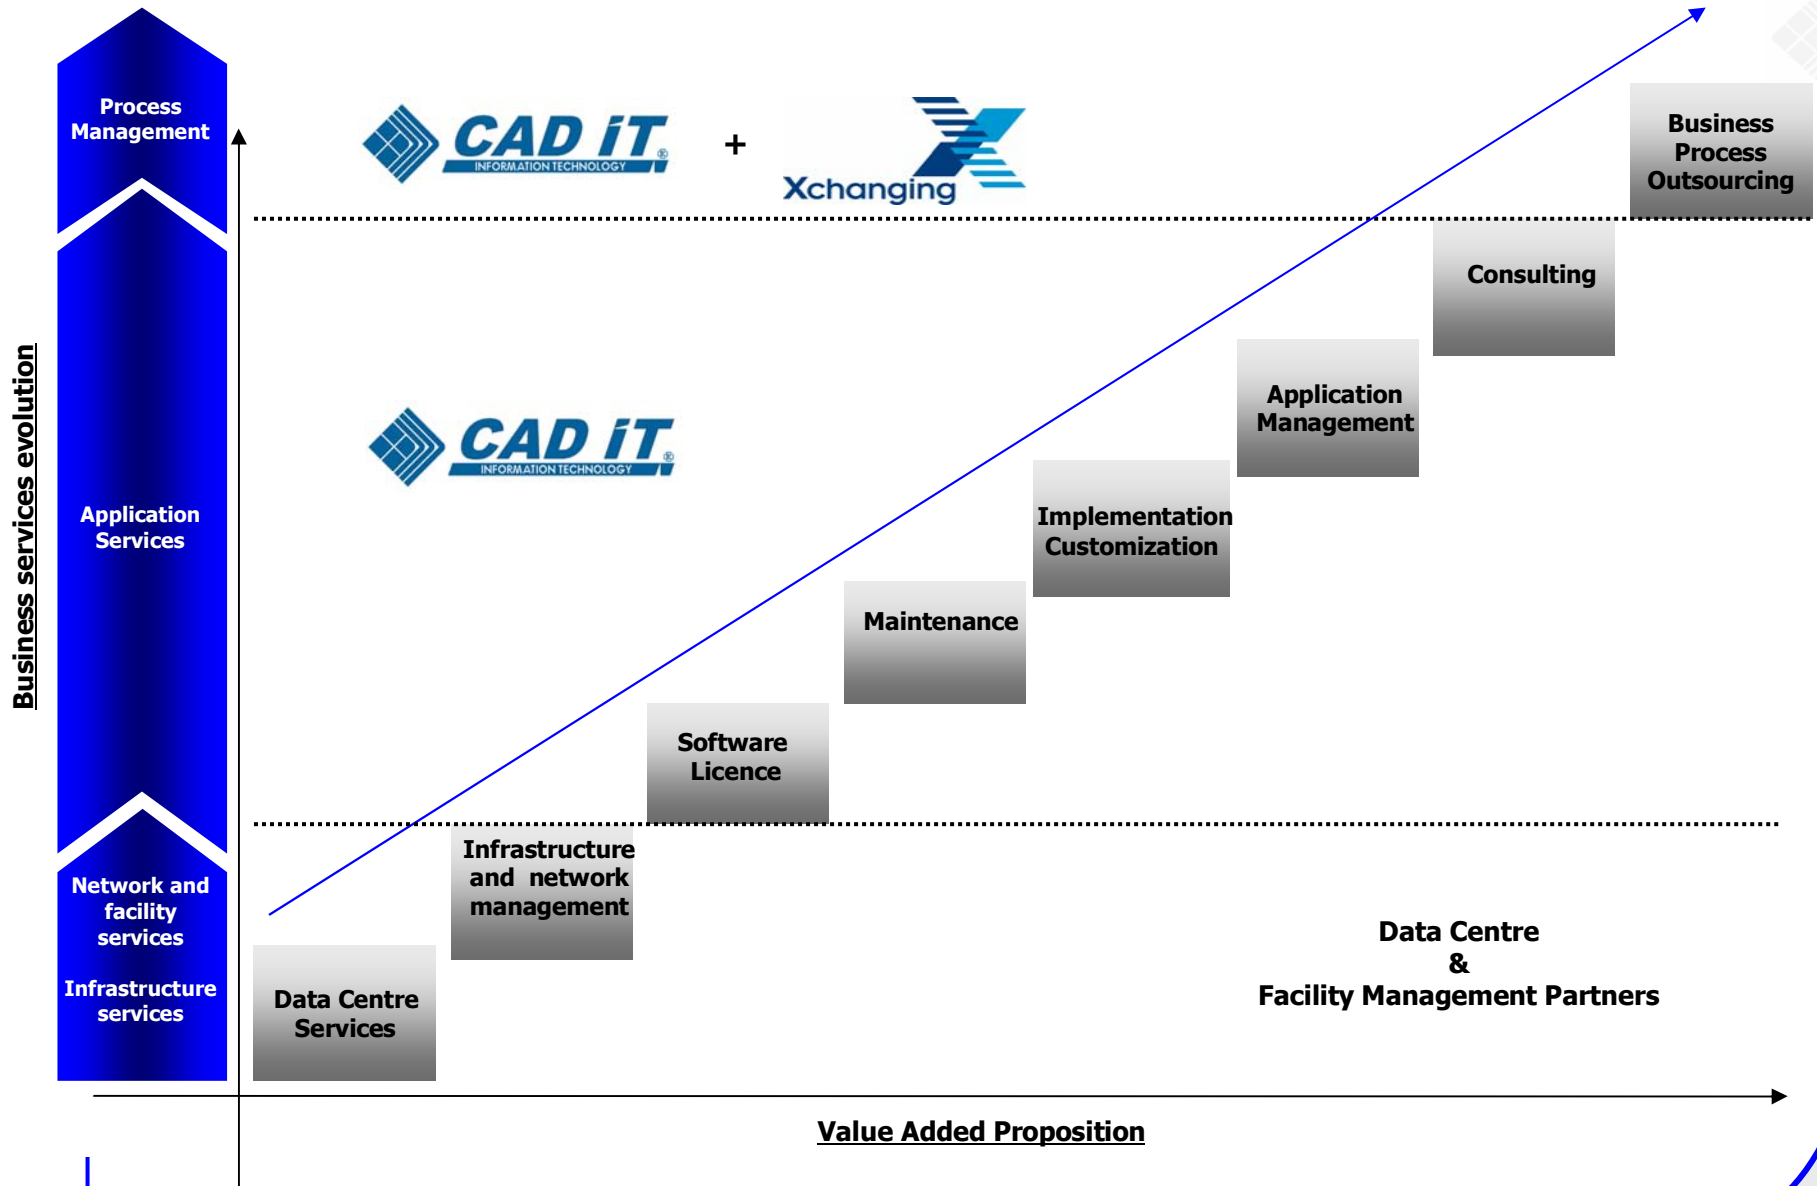 Process
Management
CAD iT®
INFORMATION TECHNOLOGY
+
Xchanging
Business
Process
Outsourcing
Consulting
Application
Management
CAD iT®
INFORMATION TECHNOLOGY
Business services evolution
Application
Services
Implementation
Customization
Maintenance
Software
Licence
Infrastructure
and network
management
Network and
facility
services
Infrastructure
services
Data Centre
Services
Data Centre
&
Facility Management Partners
Value Added Proposition